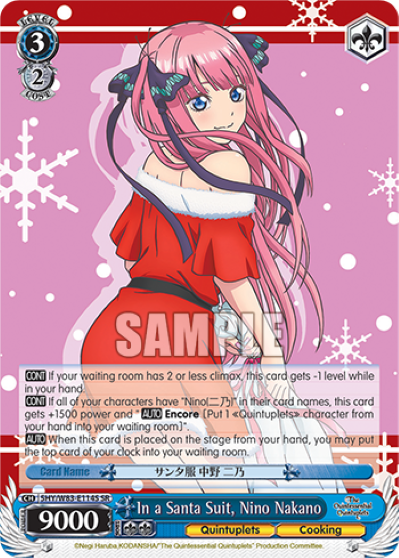 LEVEL
3
2
COST
SAMPLE
CONT If your waiting room has 2 or less climax, this card gets -1 level while
in your hand.
CONT If all of your characters have "Nino(二乃)" in their card names, this card
gets +1500 power and " AUTO Encore [Put 1 «Quintuplets» character from
your hand into your waiting room]".
AUTO When this card is placed on the stage from your hand, you may put
the top card of your clock into your waiting room.
Card Name
サンタ服 中野 二乃
CH 5HY/W83-E114S SR
The Quintessential Quintuplets
9000
In a Santa Suit, Nino Nakano
Quintuplets
Cooking
©Negi Haruba,KODANSHA/"The Quintessential Quintuplets" Production Committee.